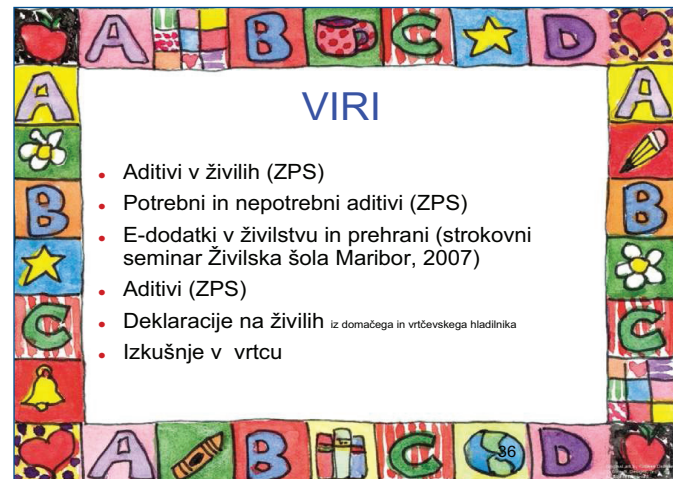 A B C D
VIRI
A
A
• Aditivi v živilih (ZPS)
• Potrebni in nepotrebni aditivi (ZPS)
• E-dodatki v živilstvu in prehrani (strokovni
seminar Živilska šola Maribor, 2007)
B
B
• Aditivi (ZPS)
• Deklaracije na živilih iz domačega in vrtčevskega hladilnika
• Izkušnje v vrtcu
C
C
A B C 36 D